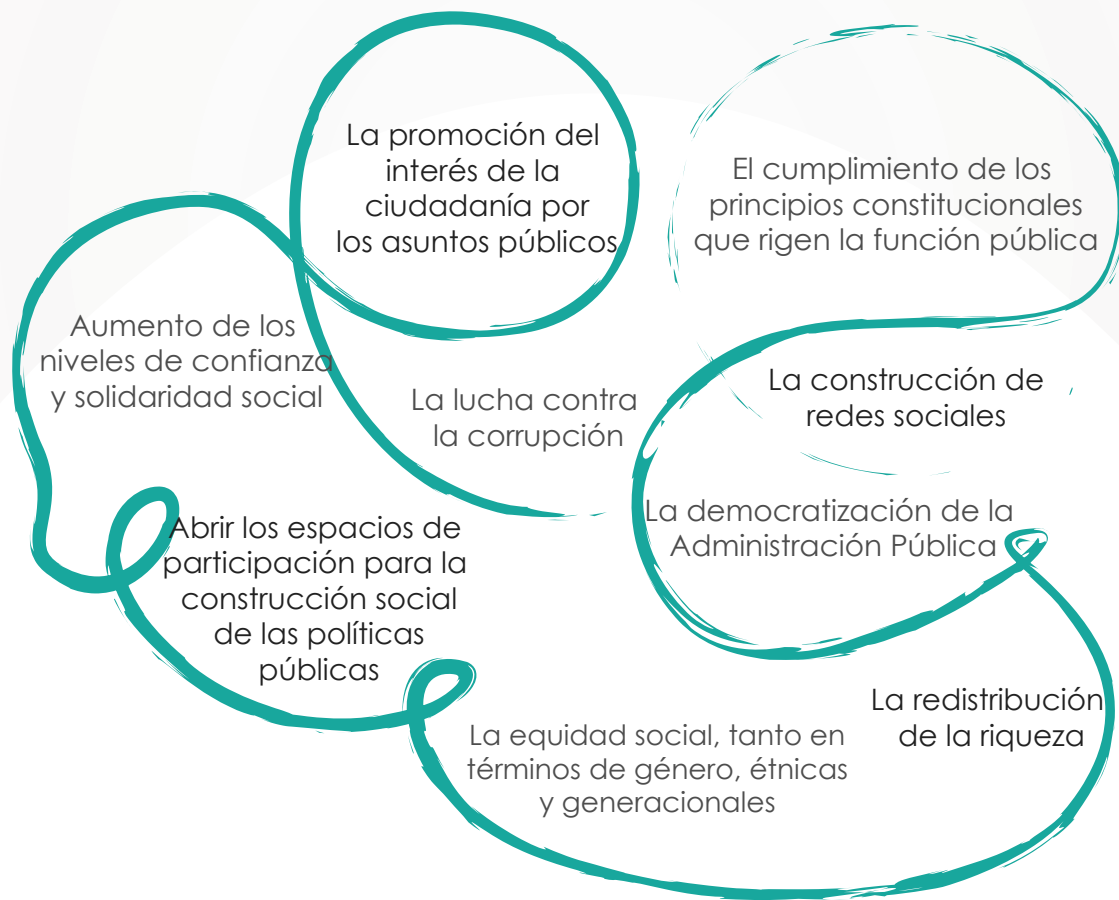 La promoción del
interés de la
ciudadanía por
los asuntos públicos
El cumplimiento de los
principios constitucionales
que rigen la función pública
Aumento de los
niveles de confianza
y solidaridad social
La lucha contra
la corrupción
La construcción de
redes sociales
La democratización de la
Administración Pública
Abrir los espacios de
participación para la
construcción social
de las políticas
públicas
La redistribución
de la riqueza
La equidad social, tanto en
términos de género, étnicas
y generacionales